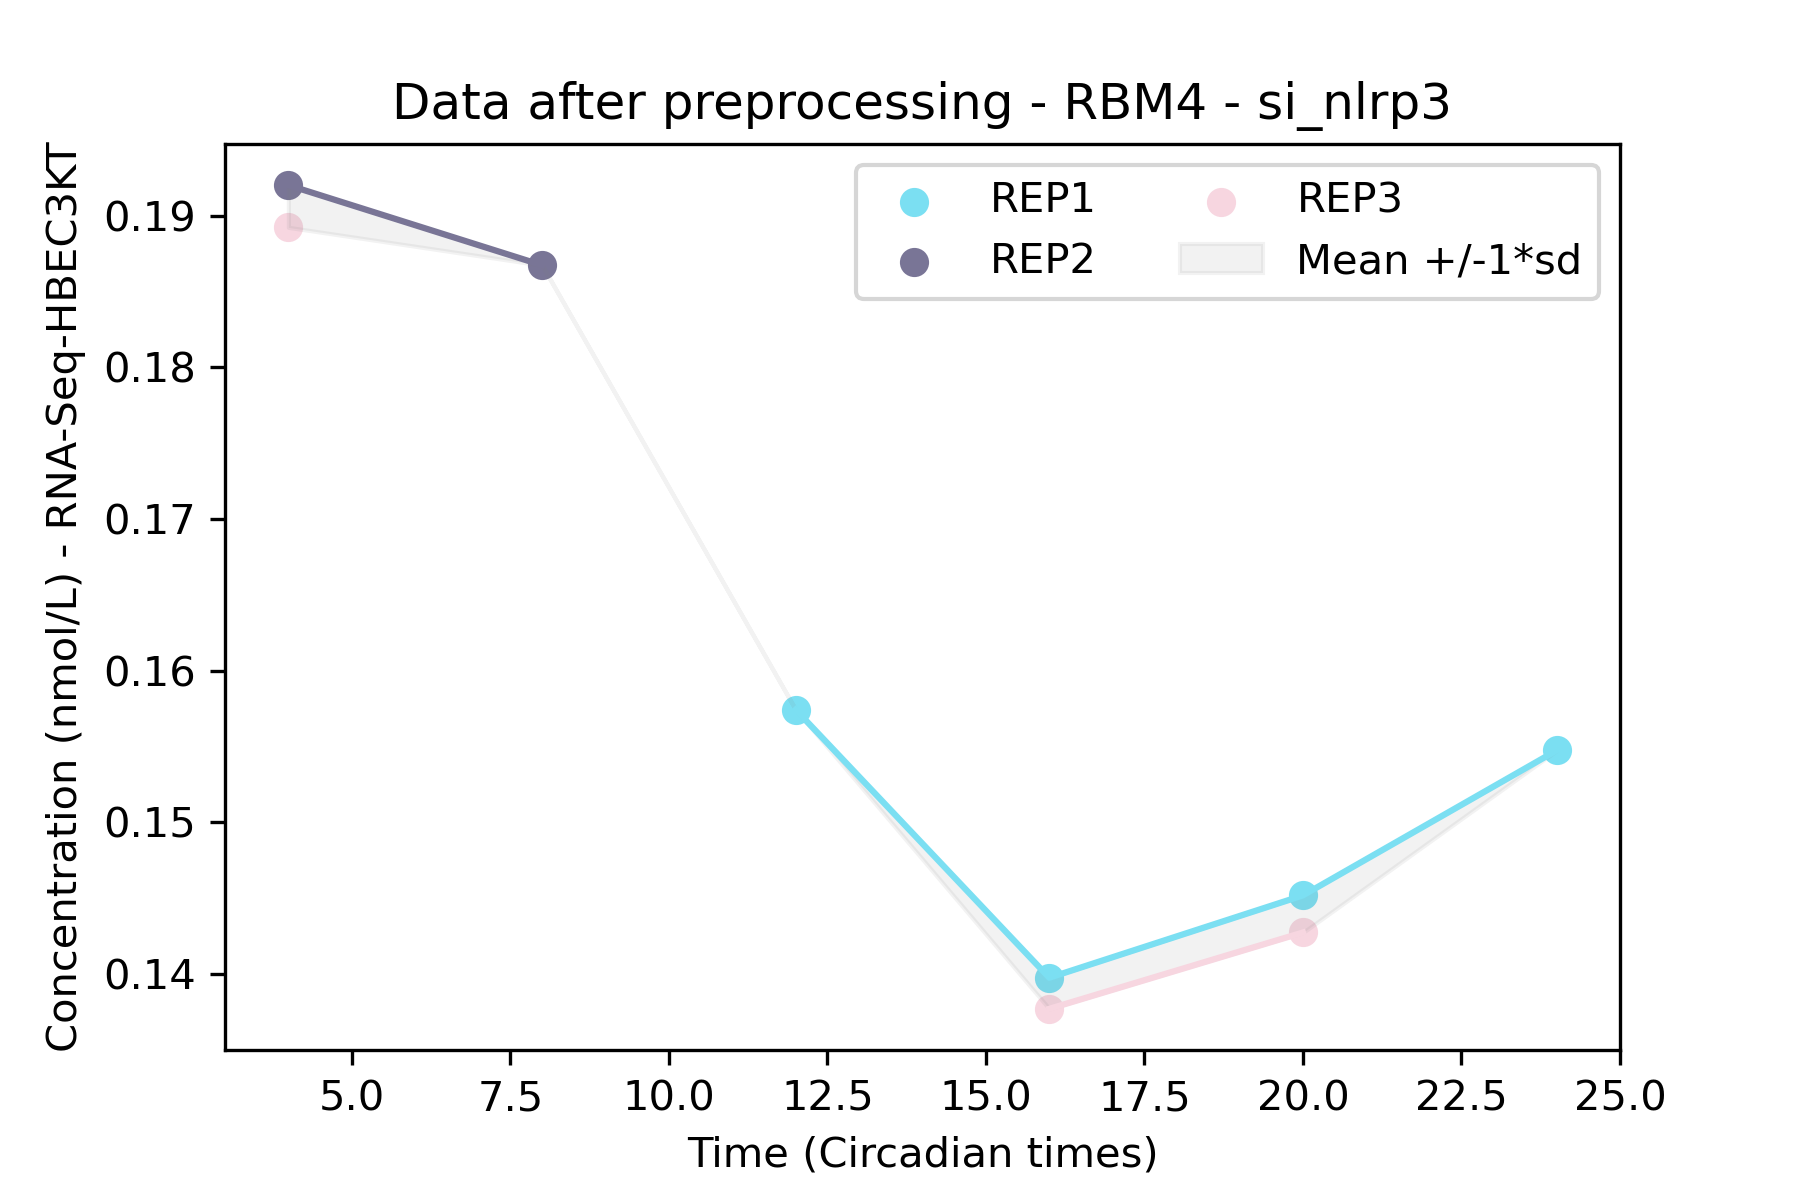 Data after preprocessing - RBM4 - si_nlrp3
Concentration (nmol/L) - RNA-Seq-HBEC3KT
0.19
0.18
0.17
0.16
0.15
0.14
REP1
REP2
REP3
Mean +/-1*sd
5.0 7.5 10.0 12.5 15.0 17.5 20.0 22.5 25.0
Time (Circadian times)